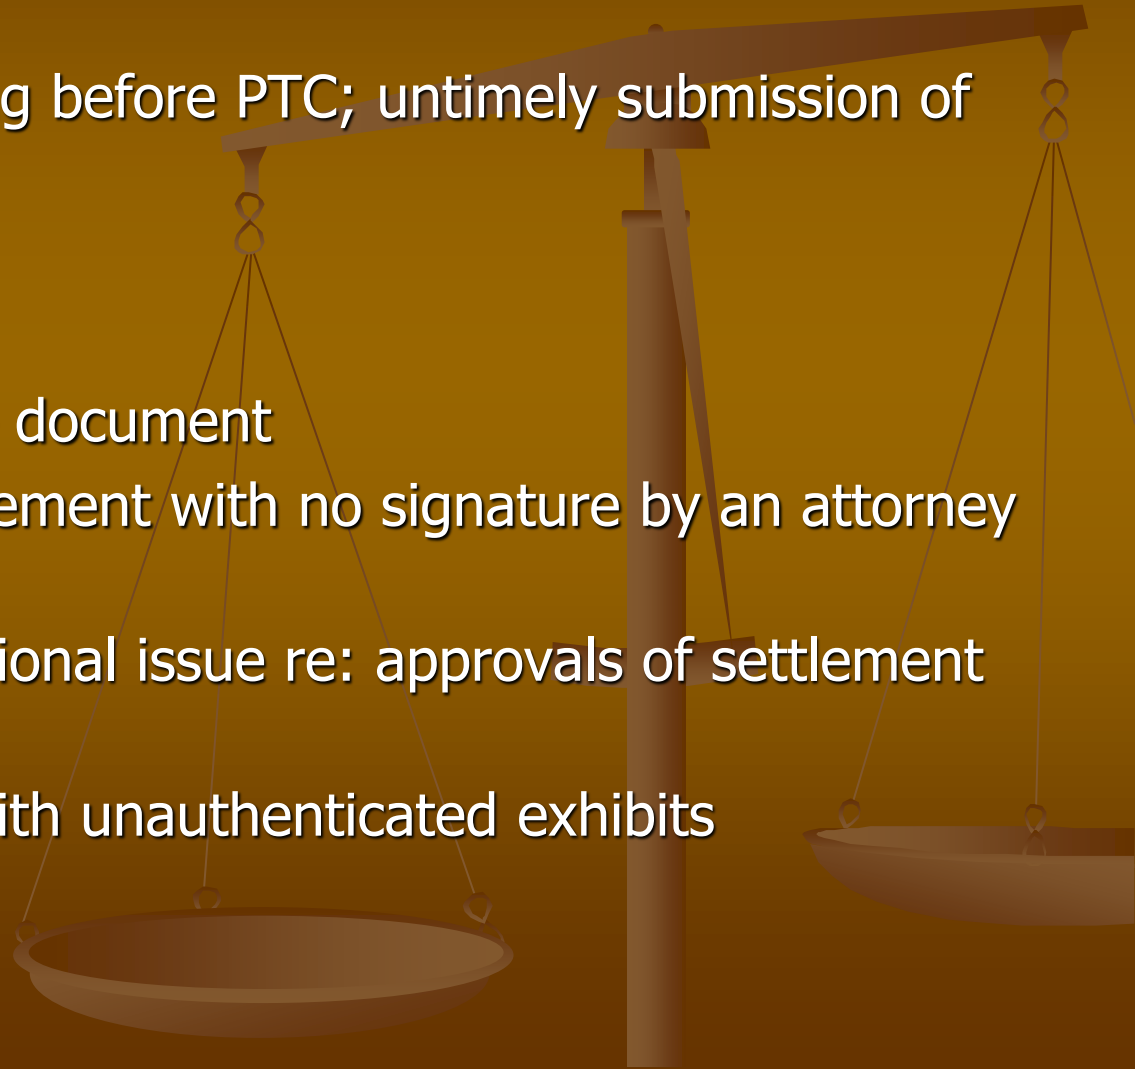 g before PTC; untimely submission of
document
ement with no signature by an attorney
ional issue re: approvals of settlement
ith unauthenticated exhibits